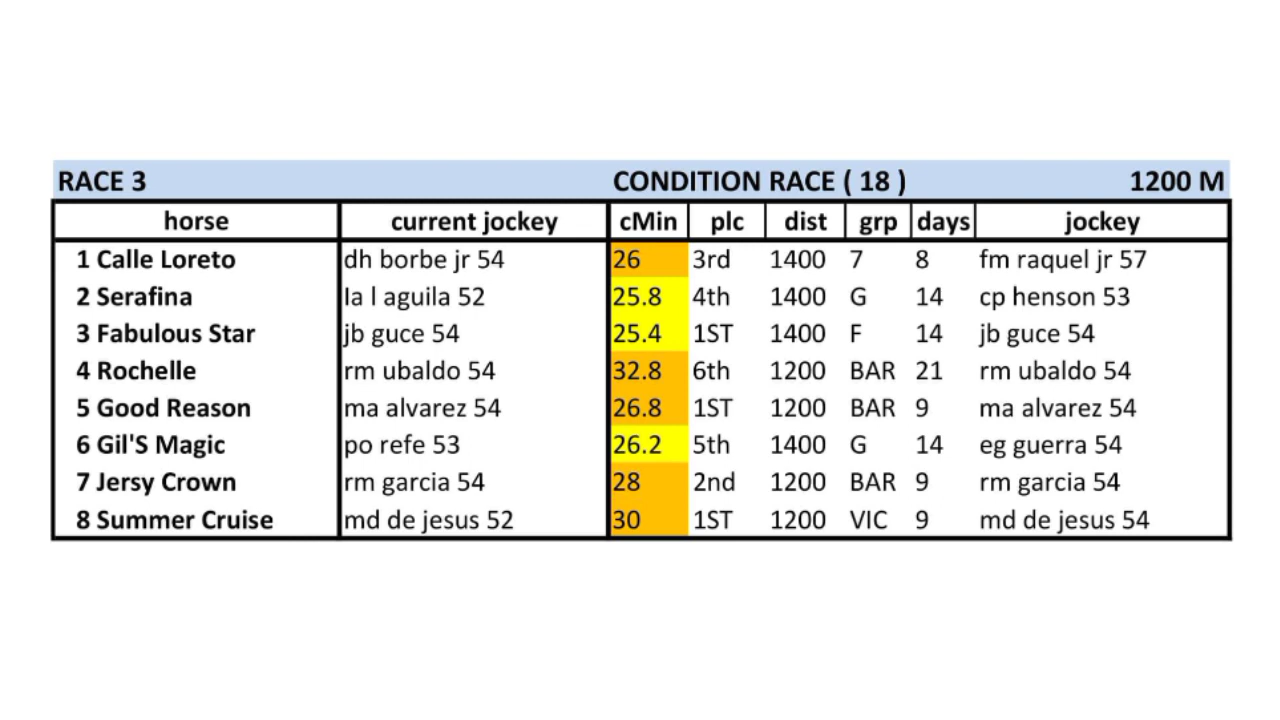 RACE 3 CONDITION RACE ( 18 ) 1200 M
horse current jockey cMin plc dist grp days jockey
1 Calle Loreto dh borbe jr 54 26 3rd 1400 7 8 fm raquel jr 57
2 Serafina la l aguila 52 25.8 4th 1400 G 14 cp henson 53
3 Fabulous Star jb guce 54 25.4 1ST 1400 F 14 jb guce 54
4 Rochelle rm ubaldo 54 32.8 6th 1200 BAR 21 rm ubaldo 54
5 Good Reason ma alvarez 54 26.8 1ST 1200 BAR 9 ma alvarez 54
6 Gil'S Magic po refe 53 26.2 5th 1400 G 14 eg guerra 54
7 Jersy Crown rm garcia 54 28 2nd 1200 BAR 9 rm garcia 54
8 Summer Cruise md de jesus 52 30 1ST 1200 VIC 9 md de jesus 54